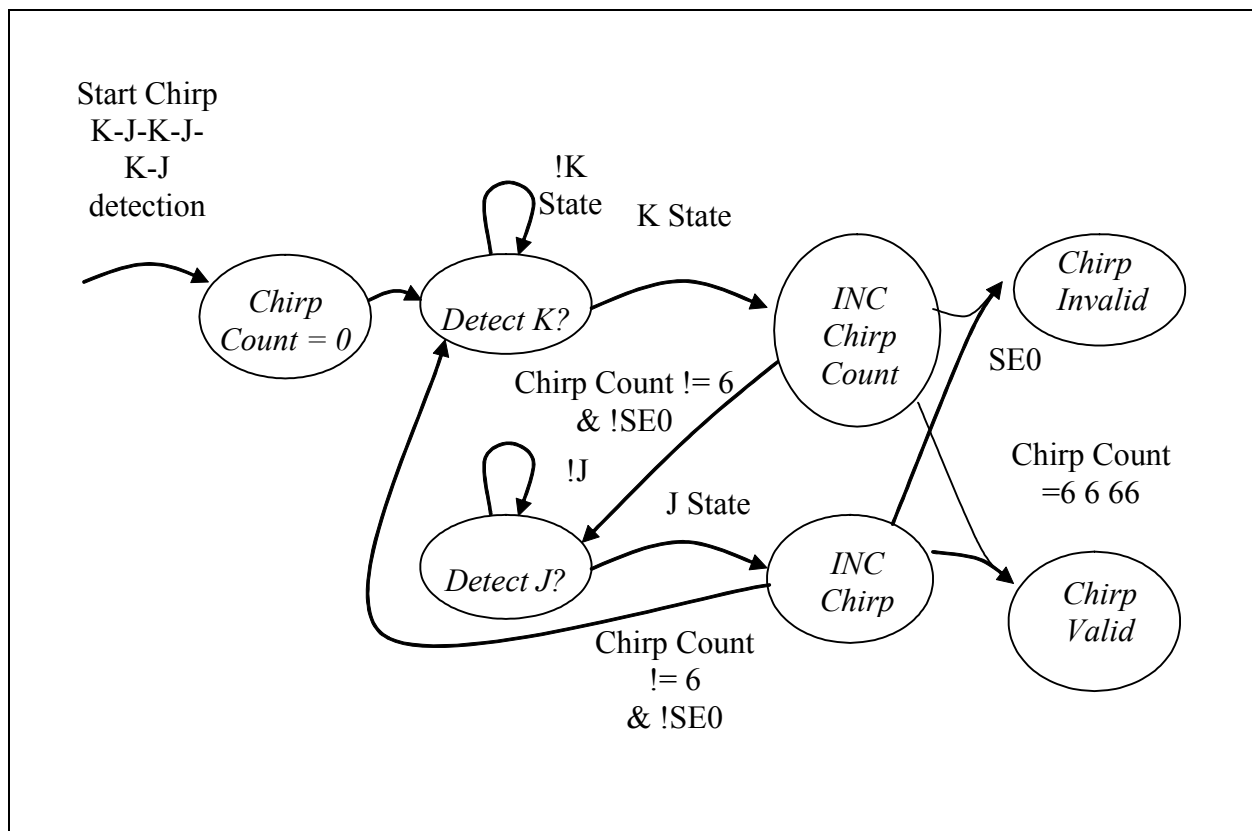 Start Chirp
K-J-K-J-
K-J
detection
!K
State
K State
Chirp
Count = 0
Detect K?
INC
Chirp
Count
Chirp
Invalid
SE0
Chirp Count != 6
& !SE0
!J
J State
Chirp Count
=6 6 66
Detect J?
INC
Chirp
Chirp
Valid
Chirp Count
!= 6
& !SE0